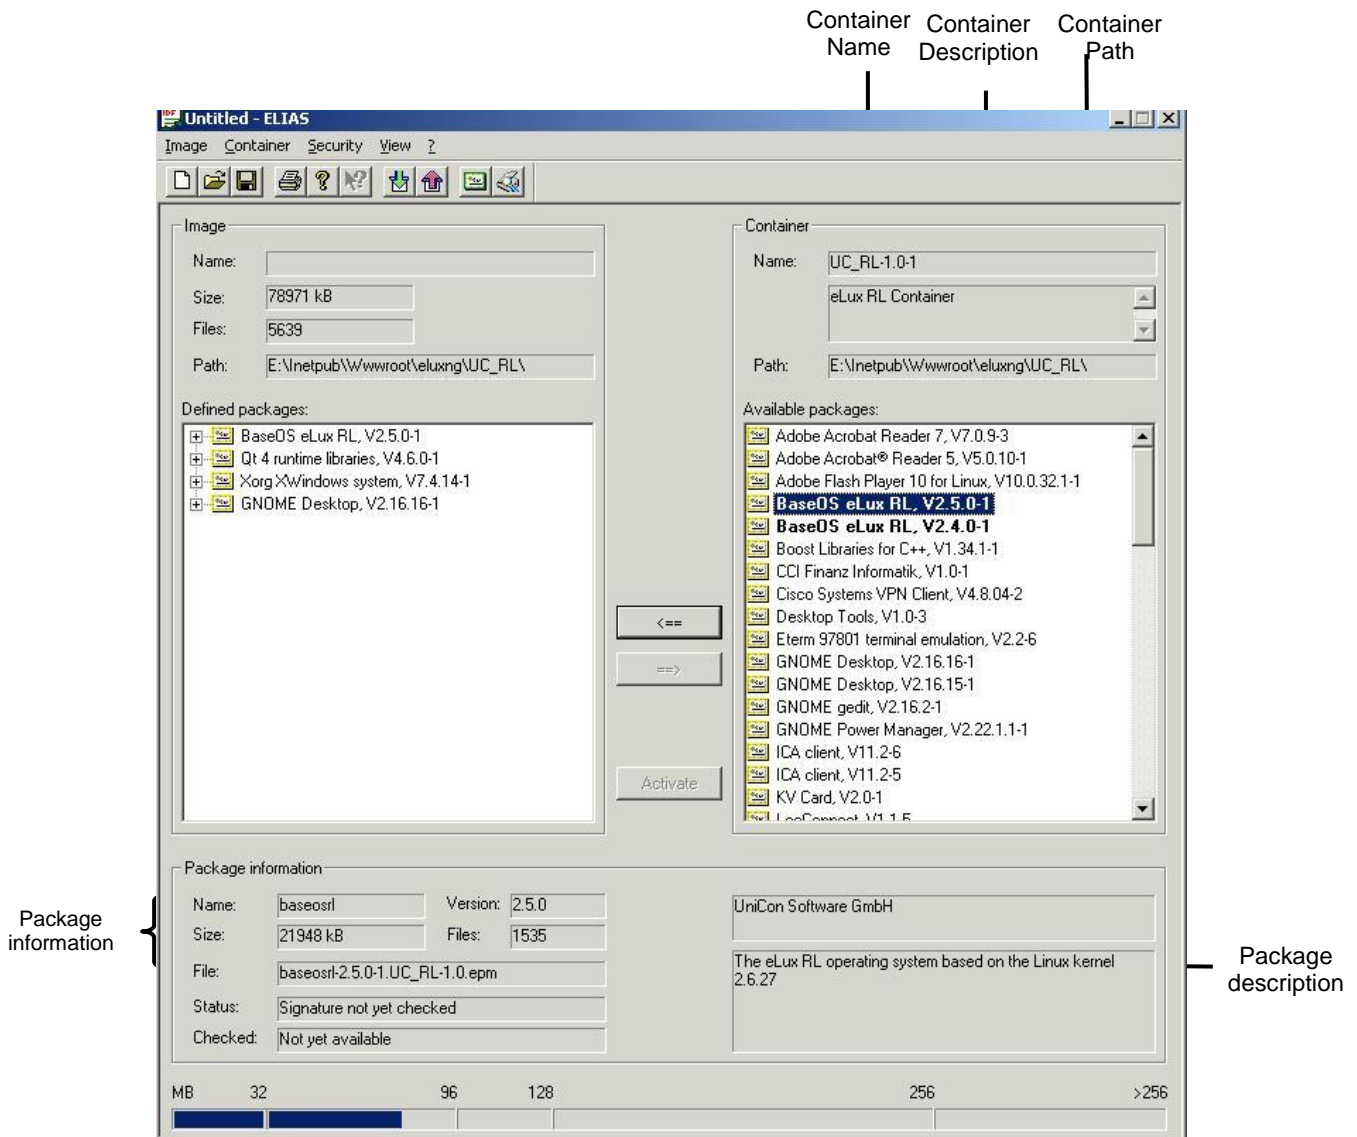 Container Name
Container Description
Container Path
Untitled - ELIAS
Image Container Security View ?
Image
Name:
Size: 78971 kB
Files: 5639
Path: E:\Inetpub\Wwwroot\eluxng\UC_RL\
Defined packages:
BaseOS eLux RL, V2.5.0-1
Qt 4 runtime libraries, V4.6.0-1
Xorg XWindows system, V7.4.14-1
GNOME Desktop, V2.16.16-1
<==
==>
Activate
Container
Name: UC_RL-1.0-1
eLux RL Container
Path: E:\Inetpub\Wwwroot\eluxng\UC_RL\
Available packages:
Adobe Acrobat Reader 7, V7.0.9-3
Adobe Acrobat® Reader 5, V5.0.10-1
Adobe Flash Player 10 for Linux, V10.0.32.1-1
BaseOS eLux RL, V2.5.0-1
BaseOS eLux RL, V2.4.0-1
Boost Libraries for C++, V1.34.1-1
CCI Finanz Informatik, V1.0-1
Cisco Systems VPN Client, V4.8.04-2
Desktop Tools, V1.0-3
Eterm 97801 terminal emulation, V2.2-6
GNOME Desktop, V2.16.16-1
GNOME Desktop, V2.16.15-1
GNOME gedit, V2.16.2-1
GNOME Power Manager, V2.22.1.1-1
ICA client, V11.2-6
ICA client, V11.2-5
KV Card, V2.0-1
Package information
Package information
Name: baseosrl Version: 2.5.0
Size: 21948 kB Files: 1535
File: baseosrl-2.5.0-1.UC_RL-1.0.epm
Status: Signature not yet checked
Checked: Not yet available
UniCon Software GmbH
The eLux RL operating system based on the Linux kernel
2.6.27
Package description
MB 32 96 128 256 >256